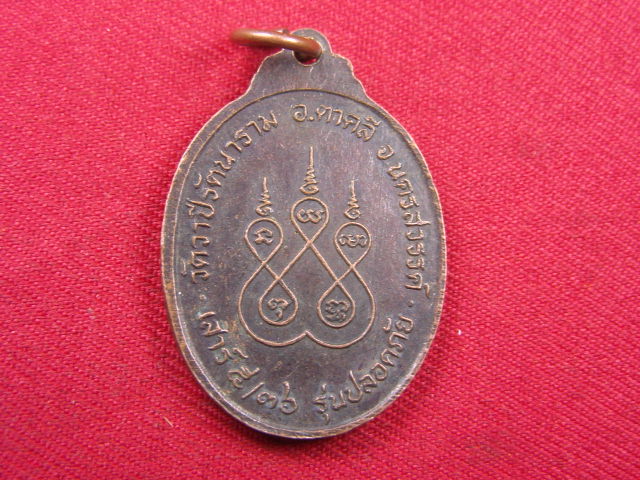 วัดวาปีรัตนาราม อ.ตาคลี จ.นครสวรรค์
เสาร์ ๕/๓๖ รุ่นปลอดภัย